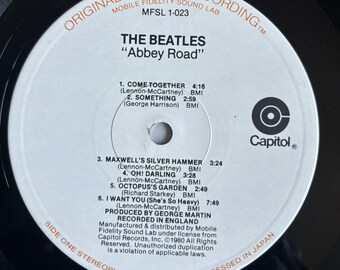 ORIGINAL RECORDING™
MOBILE FIDELITY SOUND LAB
MFSL 1-023
THE BEATLES
"Abbey Road"
1. COME TOGETHER 4:16
(Lennon-McCartney) BMI
2. SOMETHING 2:59
(George Harrison) BMI
Capitol®
3. MAXWELL'S SILVER HAMMER 3:24
(Lennon-McCartney) BMI
4. OH! DARLING 3:28
(Lennon-McCartney) BMI
5. OCTOPUS'S GARDEN 2:49
(Richard Starkey) BMI
6. I WANT YOU (She's So Heavy) 7:49
(Lennon-McCartney) BMI
PRODUCED BY GEORGE MARTIN
RECORDED IN ENGLAND
Manufactured and distributed by Mobile
Fidelity Sound Lab under license from
Capitol Records, Inc. ©1980 All Rights
Reserved. Unauthorized duplication
is a violation of applicable laws.
SIDE ONE
IN JAPAN